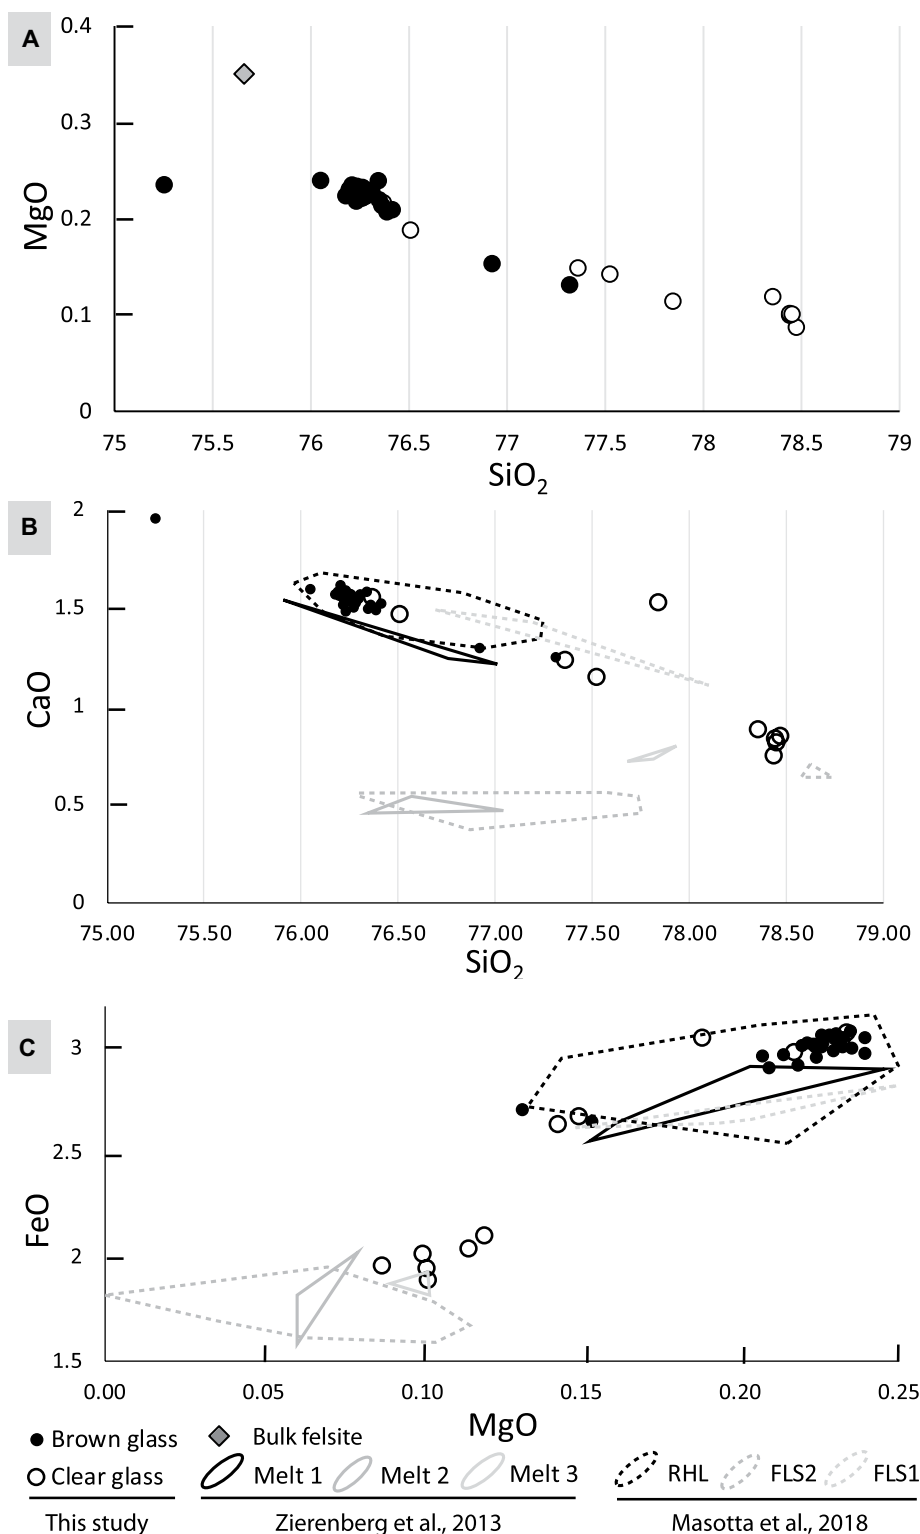 A
0.4
0.3
0.2
0.1
0
MgO
75 75.5 76 76.5 77 77.5 78 78.5 79
SiO2
B
2
1.5
1
0.5
0
CaO
75.00 75.50 76.00 76.50 77.00 77.50 78.00 78.50 79.00
SiO2
C
3
2.5
2
1.5
FeO
0.00 0.05 0.10 0.15 0.20 0.25
MgO
Brown glass Bulk felsite
Clear glass Melt 1 Melt 2 Melt 3 RHL FLS2 FLS1
This study Zierenberg et al., 2013 Masotta et al., 2018